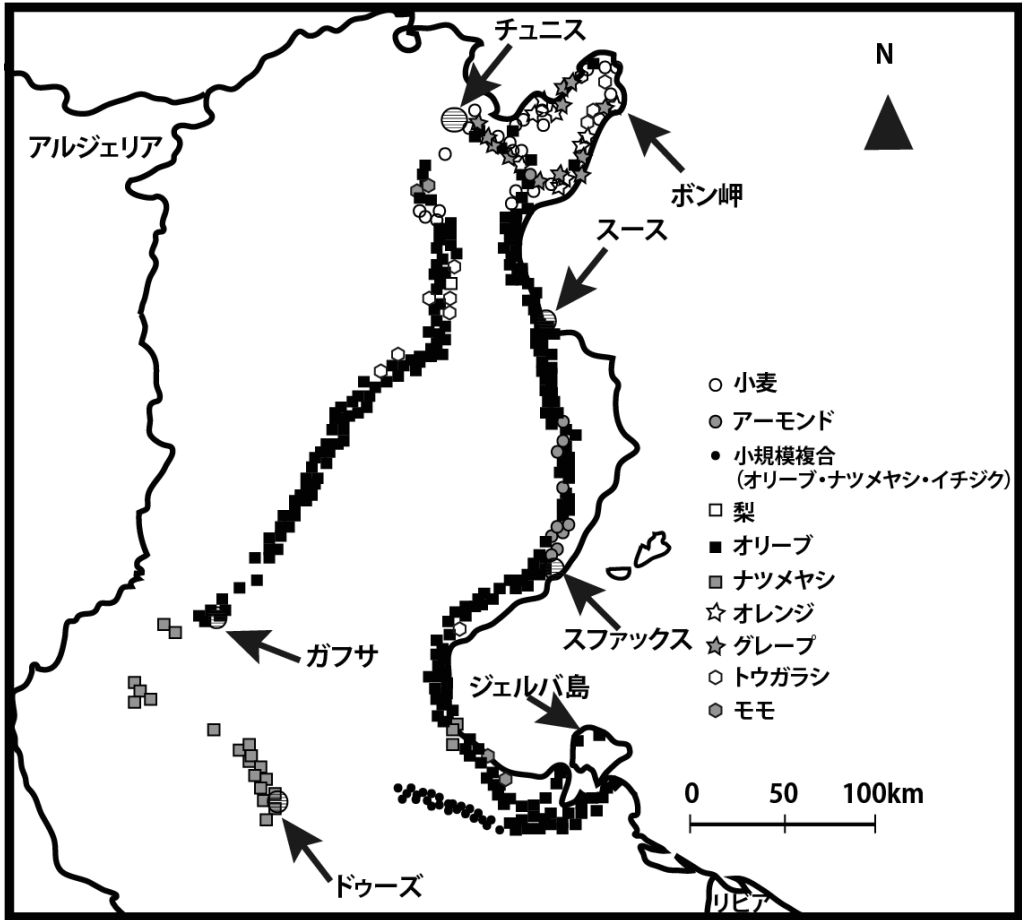 チュニス
N
アルジェリア
ボン岬
スース
小麦
アーモンド
小規模複合
(オリーブ・ナツメヤシ・イチジク)
梨
オリーブ
ナツメヤシ
オレンジ
グレープ
トウガラシ
モモ
スファックス
ガフサ
ジェルバ島
0 50 100km
ドゥーズ
リビア